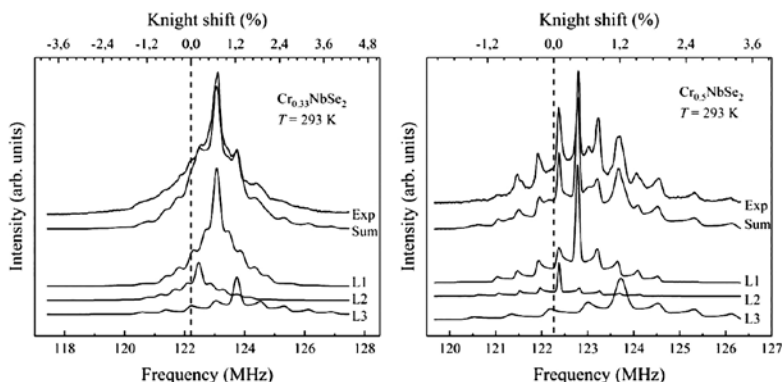 Knight shift (%)
-3,6 -2,4 -1,2 0,0 1,2 2,4 3,6 4,8
Intensity (arb. units)
Cr0.33NbSe2
T = 293 K
Exp
Sum
L1
L2
L3
118 120 122 124 126 128
Frequency (MHz)
Knight shift (%)
-1,2 0,0 1,2 2,4 3,6
Intensity (arb. units)
Cr0.5NbSe2
T = 293 K
Exp
Sum
L1
L2
L3
120 121 122 123 124 125 126 127
Frequency (MHz)